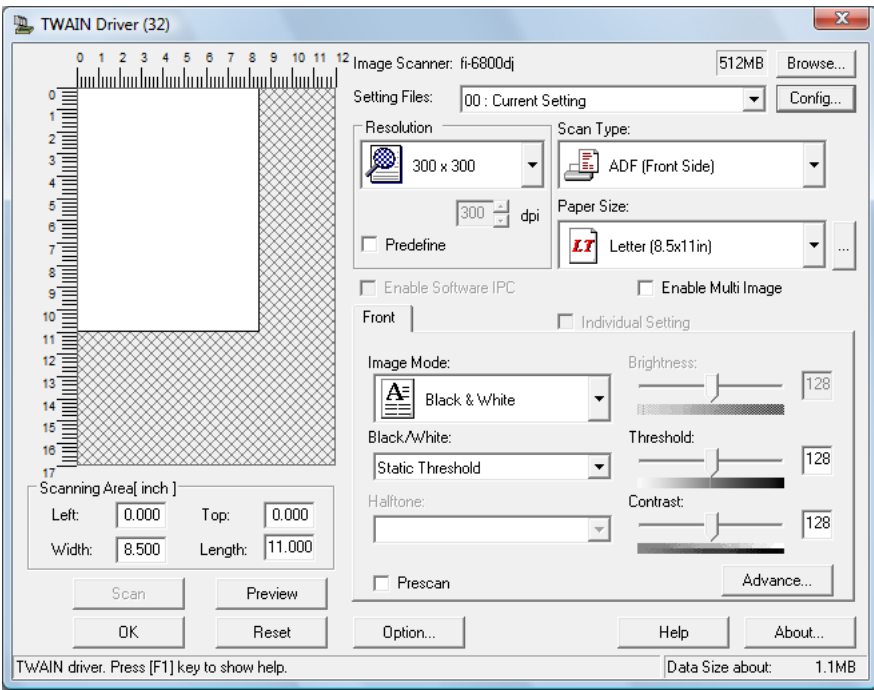 TWAIN Driver (32)
0 1 2 3 4 5 6 7 8 9 10 11 12
0
1
2
3
4
5
6
7
8
9
10
11
12
13
14
15
16
17
Scanning Area[ inch ]
Left: 0.000 Top: 0.000
Width: 8.500 Length: 11.000
Scan Preview
OK Reset
Image Scanner: fi-6800dj 512MB Browse...
Setting Files: 00 : Current Setting Config...
Resolution
300 x 300
300 dpi
Predefine
Scan Type:
ADF (Front Side)
Paper Size:
LT Letter (8.5x11in) ...
Enable Software IPC Enable Multi Image
Front Individual Setting
Image Mode:
A Black & White
Black/White:
Static Threshold
Halftone:
Prescan
Brightness:
128
Threshold:
128
Contrast:
128
Advance...
Option... Help About...
TWAIN driver. Press [F1] key to show help. Data Size about: 1.1MB